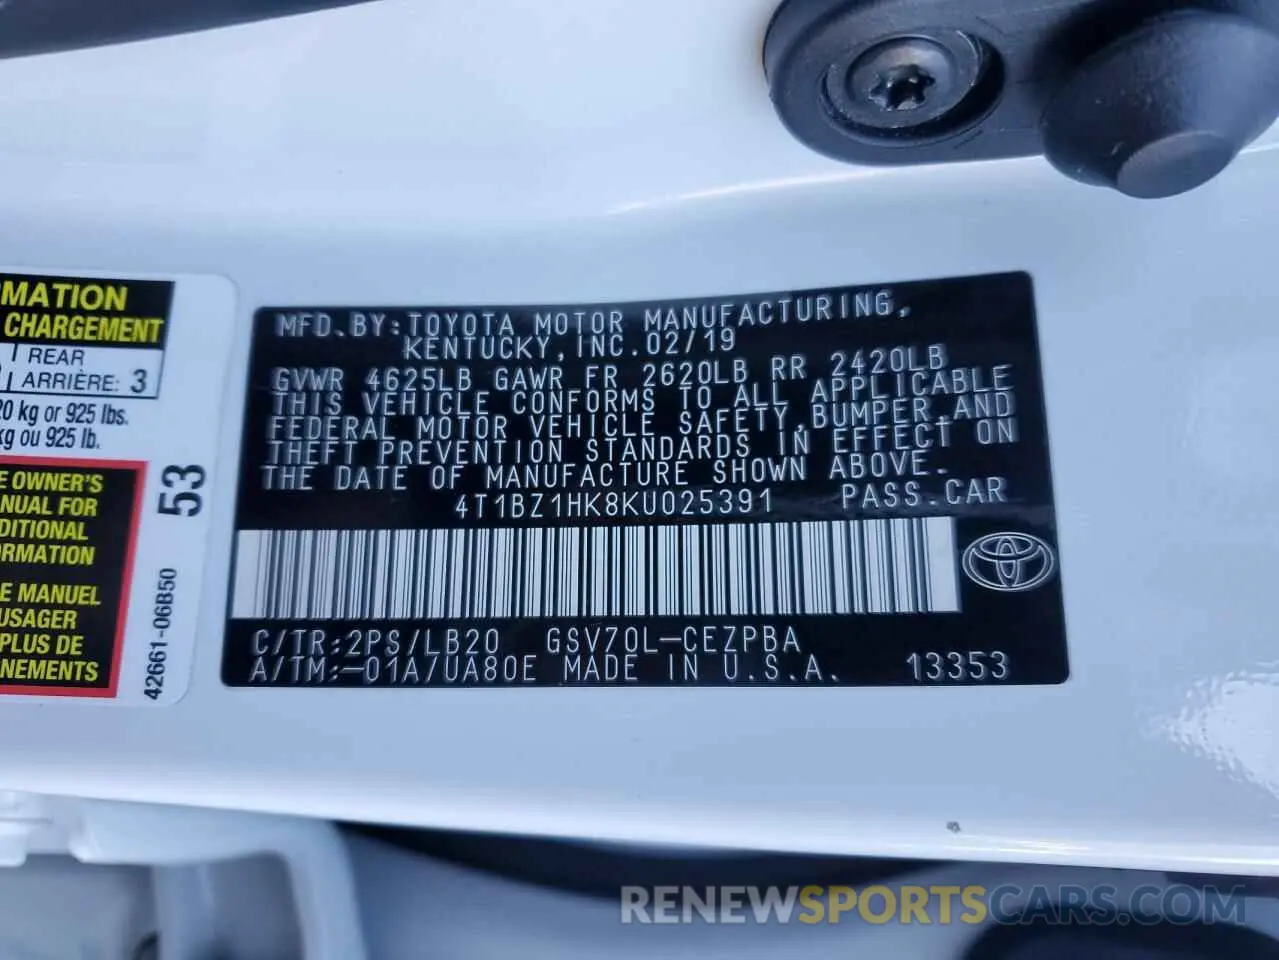 RMATION
CHARGEMENT
REAR
ARRIÈRE: 3
20 kg or 925 lbs.
kg ou 925 lb.
E OWNER'S
ANUAL FOR
DITIONAL
ORMATION
E MANUEL
USAGER
PLUS DE
NEMENTS
53
42661-06B50
MFD.BY:TOYOTA MOTOR MANUFACTURING,
KENTUCKY,INC.02/19
GVWR 4625LB GAWR FR 2620LB RR 2420LB
THIS VEHICLE CONFORMS TO ALL APPLICABLE
FEDERAL MOTOR VEHICLE SAFETY,BUMPER,AND
THEFT PREVENTION STANDARDS IN EFFECT ON
THE DATE OF MANUFACTURE SHOWN ABOVE.
4T1BZ1HK8KU025391 PASS.CAR
C/TR:2PS/LB20 GSV70L-CEZPBA
A/TM:-01A/UA80E MADE IN U.S.A. 13353
RENEWSPORTSCARS.COM